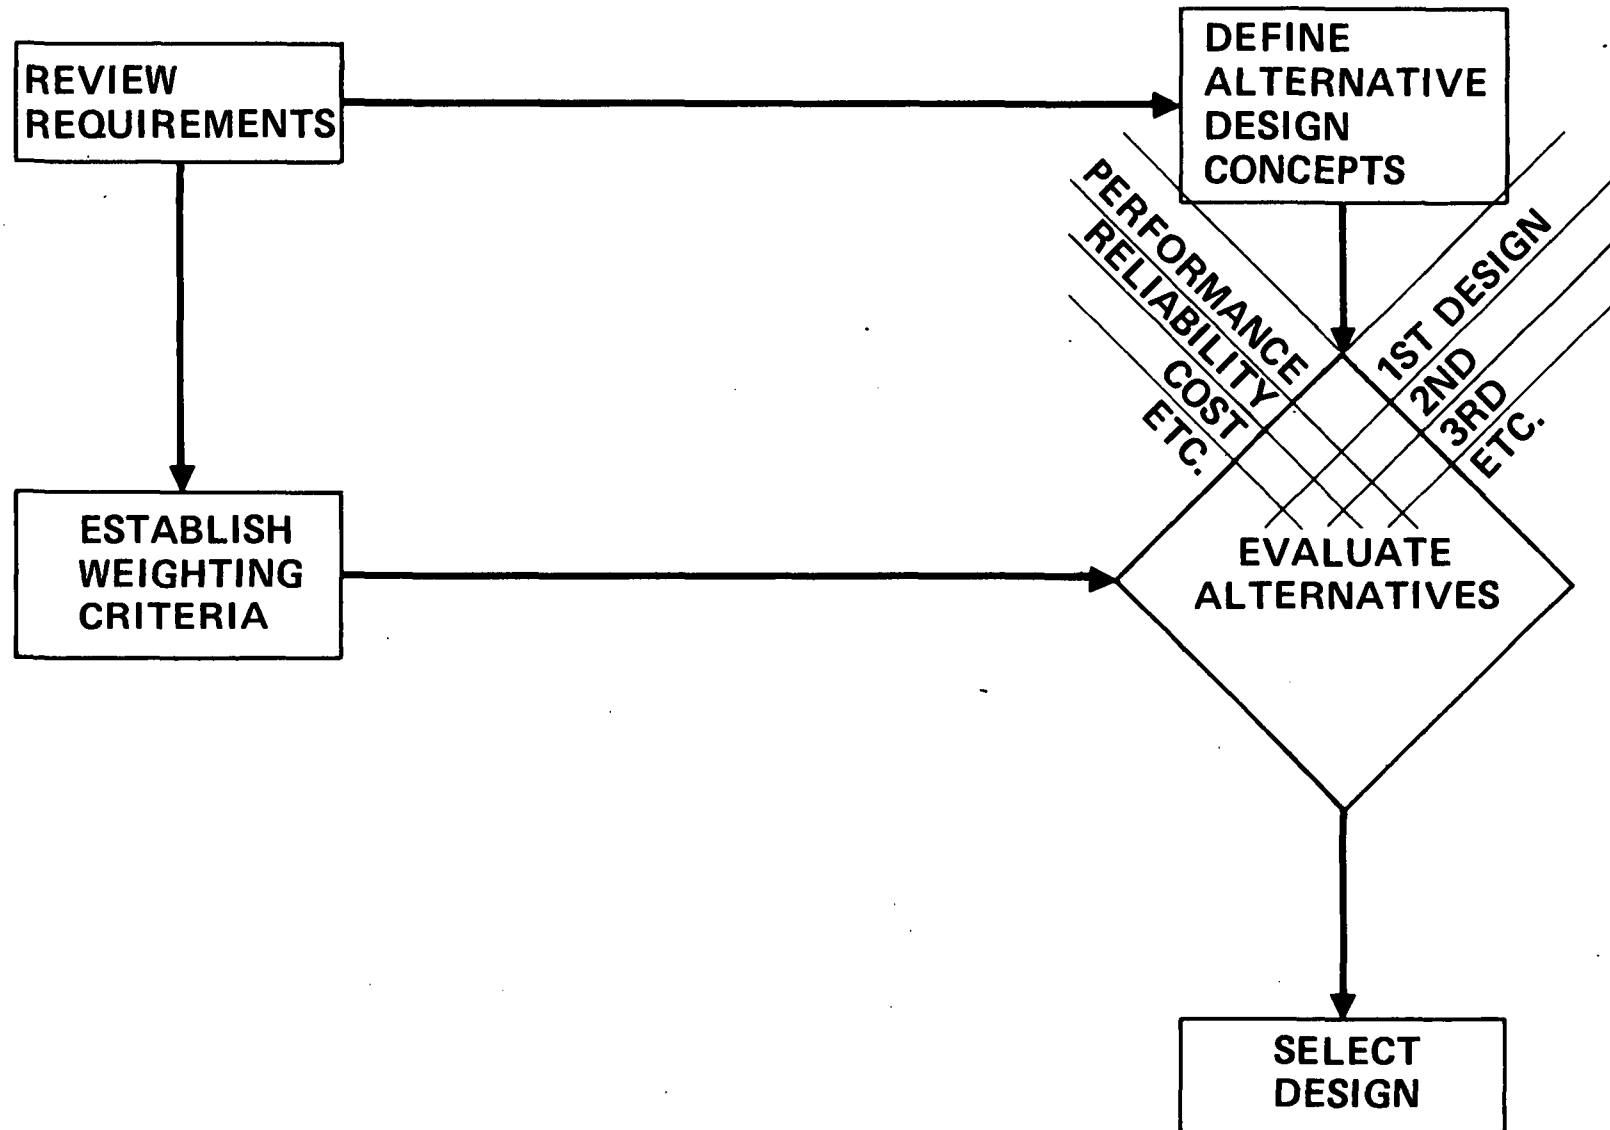 REVIEW
REQUIREMENTS
DEFINE
ALTERNATIVE
DESIGN
CONCEPTS
PERFORMANCE
RELIABILITY
COST
ETC.
1ST DESIGN
2ND
3RD
ETC.
ESTABLISH
WEIGHTING
CRITERIA
EVALUATE
ALTERNATIVES
SELECT
DESIGN